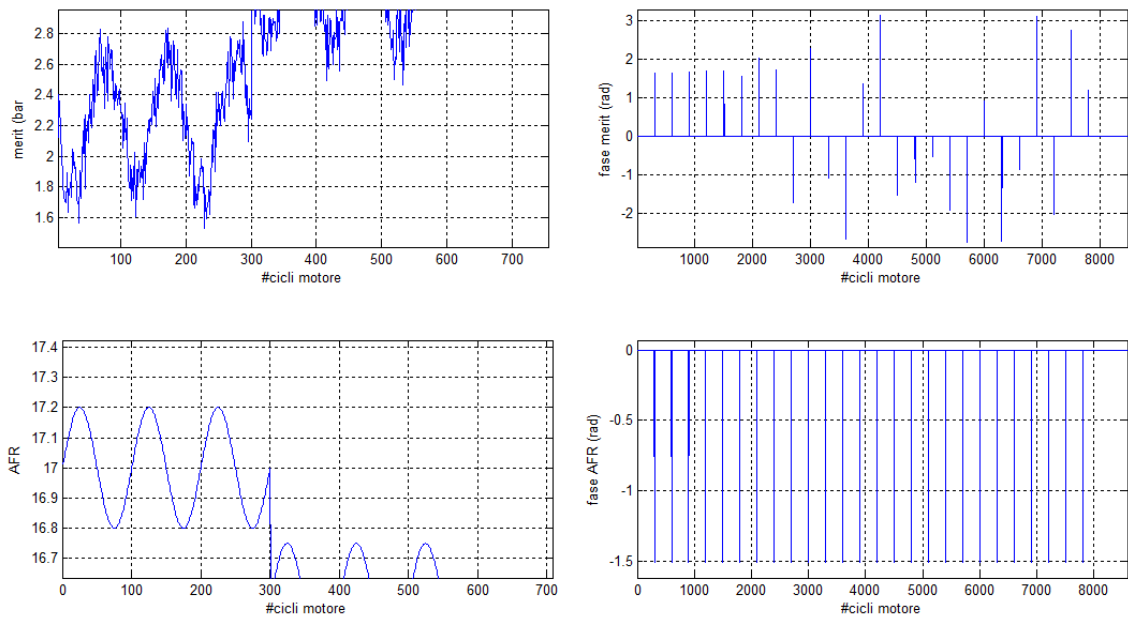 2.8
2.6
2.4
2.2
2
1.8
1.6
merit (bar)
100 200 300 400 500 600 700
#cicli motore
3
2
1
0
-1
-2
fase merit (rad)
1000 2000 3000 4000 5000 6000 7000 8000
#cicli motore
17.4
17.3
17.2
17.1
17
16.9
16.8
16.7
AFR
0 100 200 300 400 500 600 700
#cicli motore
0
-0.5
-1
-1.5
fase AFR (rad)
0 1000 2000 3000 4000 5000 6000 7000 8000
#cicli motore